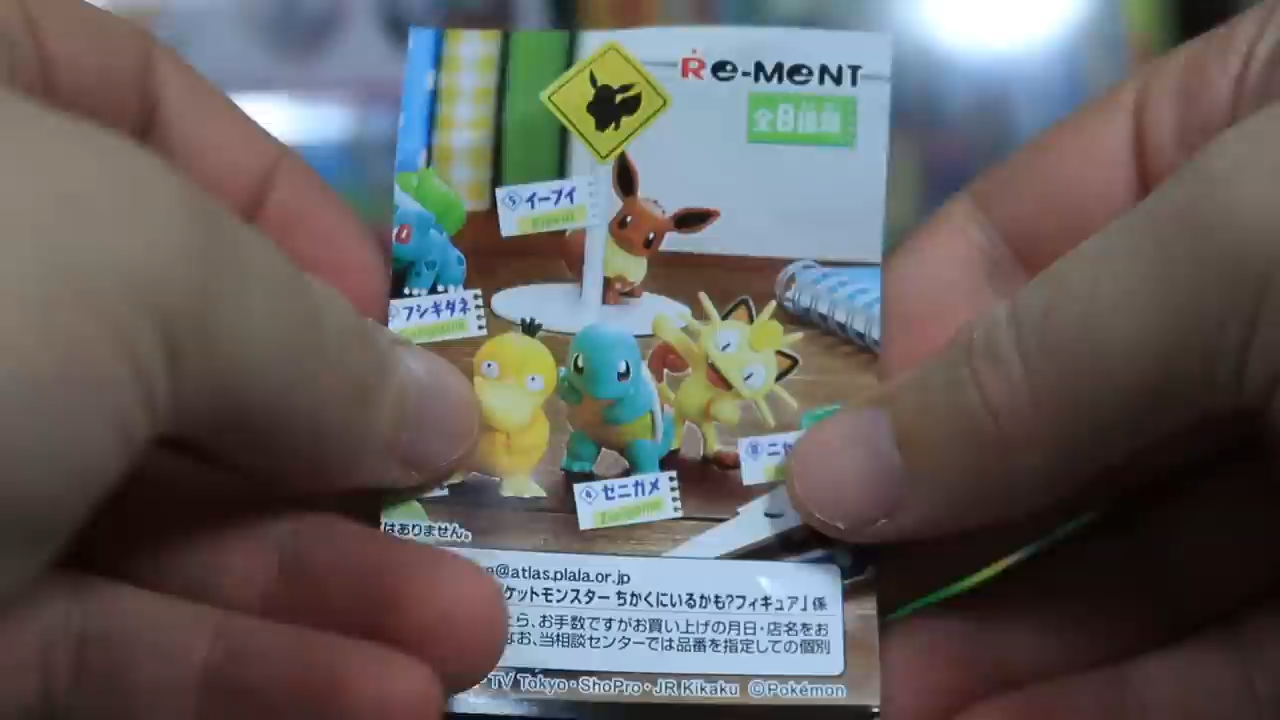 Re-MeNT
全8種類
⑤イーブイ
フシギダネ
④ゼニガメ
⑧ニャ
はありません。
@atlas.plala.or.jp
ケットモンスター ちかくにいるかも?フィギュア」係
ら、お手数ですがお買い上げの月日・店名をお
なお、当相談センターでは品番を指定しての個別
TV Tokyo・ShoPro・JR Kikaku ©Pokémon